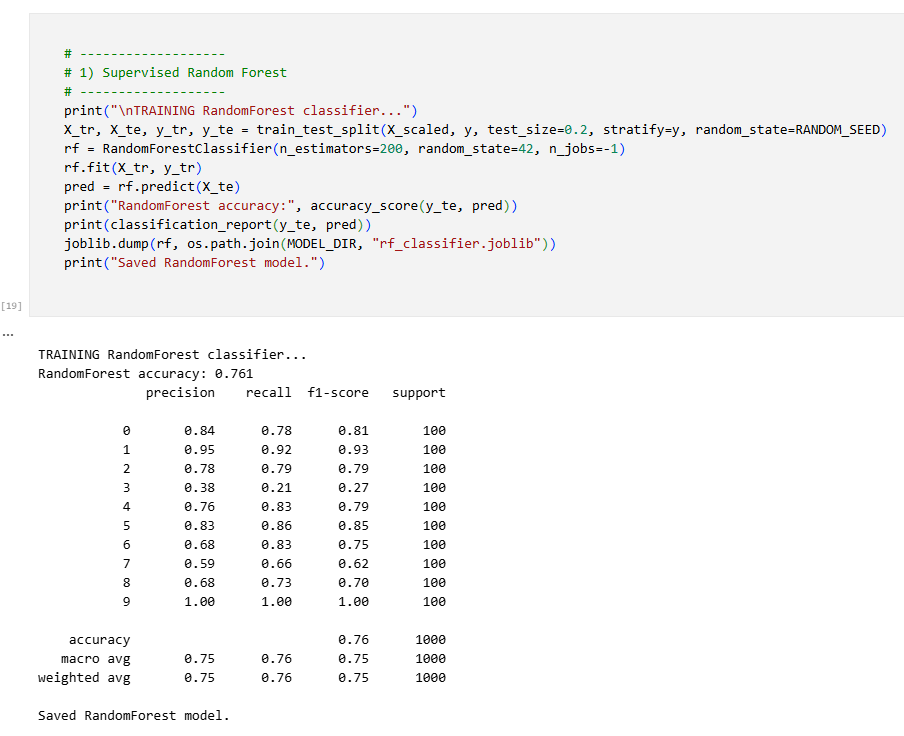 # -------------------
# 1) Supervised Random Forest
# -------------------
print("\nTRAINING RandomForest classifier...")
X_tr, X_te, y_tr, y_te = train_test_split(X_scaled, y, test_size=0.2, stratify=y, random_state=RANDOM_SEED)
rf = RandomForestClassifier(n_estimators=200, random_state=42, n_jobs=-1)
rf.fit(X_tr, y_tr)
pred = rf.predict(X_te)
print("RandomForest accuracy:", accuracy_score(y_te, pred))
print(classification_report(y_te, pred))
joblib.dump(rf, os.path.join(MODEL_DIR, "rf_classifier.joblib"))
print("Saved RandomForest model.")
[19]
...
TRAINING RandomForest classifier...
RandomForest accuracy: 0.761
              precision    recall  f1-score   support

           0       0.84      0.78      0.81       100
           1       0.95      0.92      0.93       100
           2       0.78      0.79      0.79       100
           3       0.38      0.21      0.27       100
           4       0.76      0.83      0.79       100
           5       0.83      0.86      0.85       100
           6       0.68      0.83      0.75       100
           7       0.59      0.66      0.62       100
           8       0.68      0.73      0.70       100
           9       1.00      1.00      1.00       100

    accuracy                           0.76      1000
   macro avg       0.75      0.76      0.75      1000
weighted avg       0.75      0.76      0.75      1000

Saved RandomForest model.